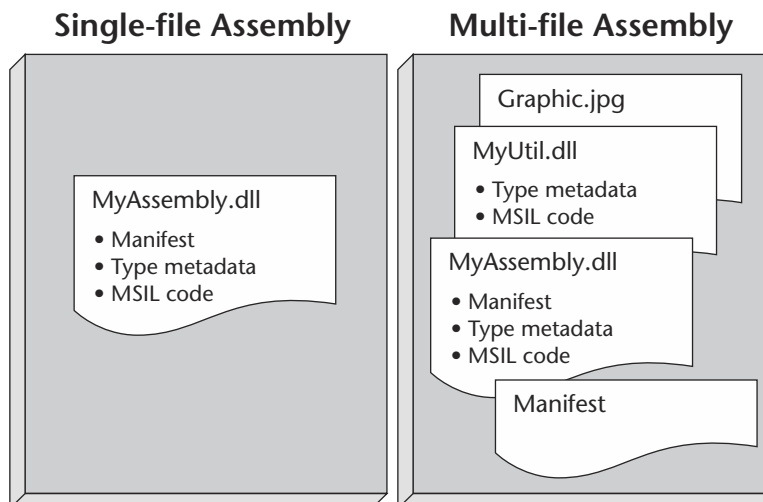 Single-file Assembly
MyAssembly.dll
• Manifest
• Type metadata
• MSIL code
Multi-file Assembly
Graphic.jpg
MyUtil.dll
• Type metadata
• MSIL code
MyAssembly.dll
• Manifest
• Type metadata
• MSIL code
Manifest